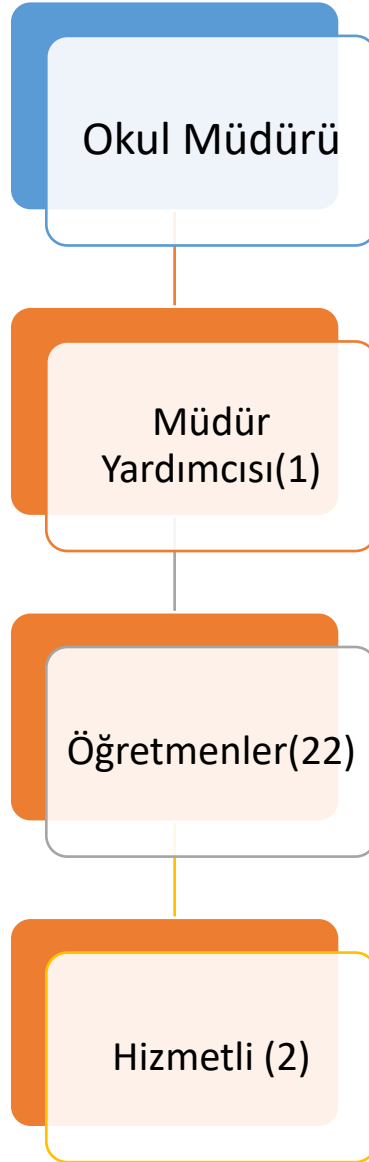 Okul Müdürü
Müdür
Yardımcısı(1)
Öğretmenler(22)
Hizmetli (2)